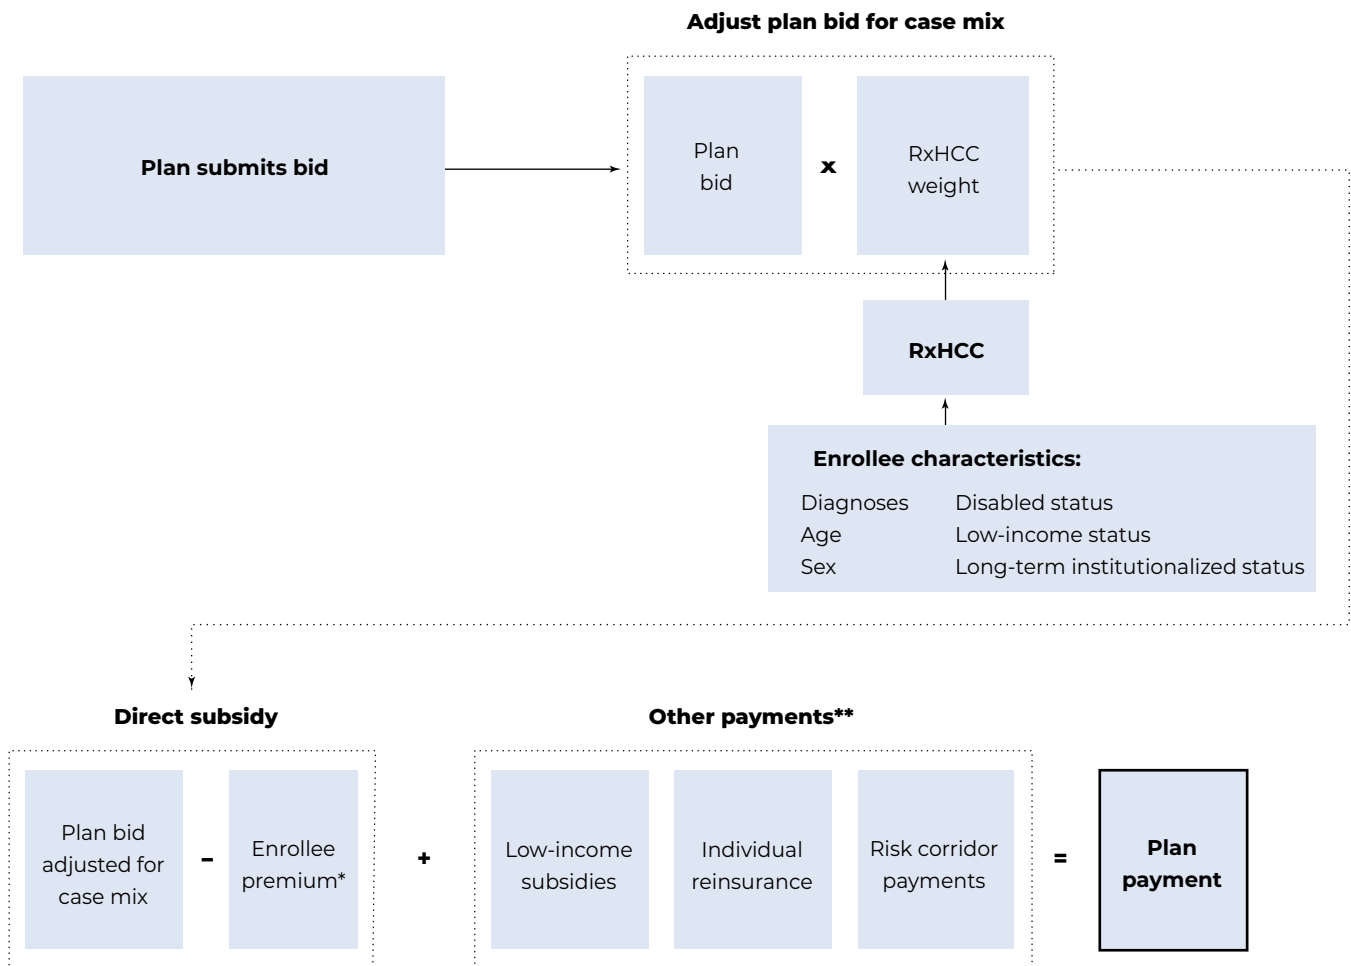 Adjust plan bid for case mix
Plan submits bid
Plan
bid
x
RxHCC
weight
RxHCC
Enrollee characteristics:
Diagnoses Disabled status
Age Low-income status
Sex Long-term institutionalized status
Direct subsidy
Other payments**
Plan bid
adjusted for
case mix
–
Enrollee
premium*
+
Low-income
subsidies
Individual
reinsurance
Risk corridor
payments
=
Plan
payment